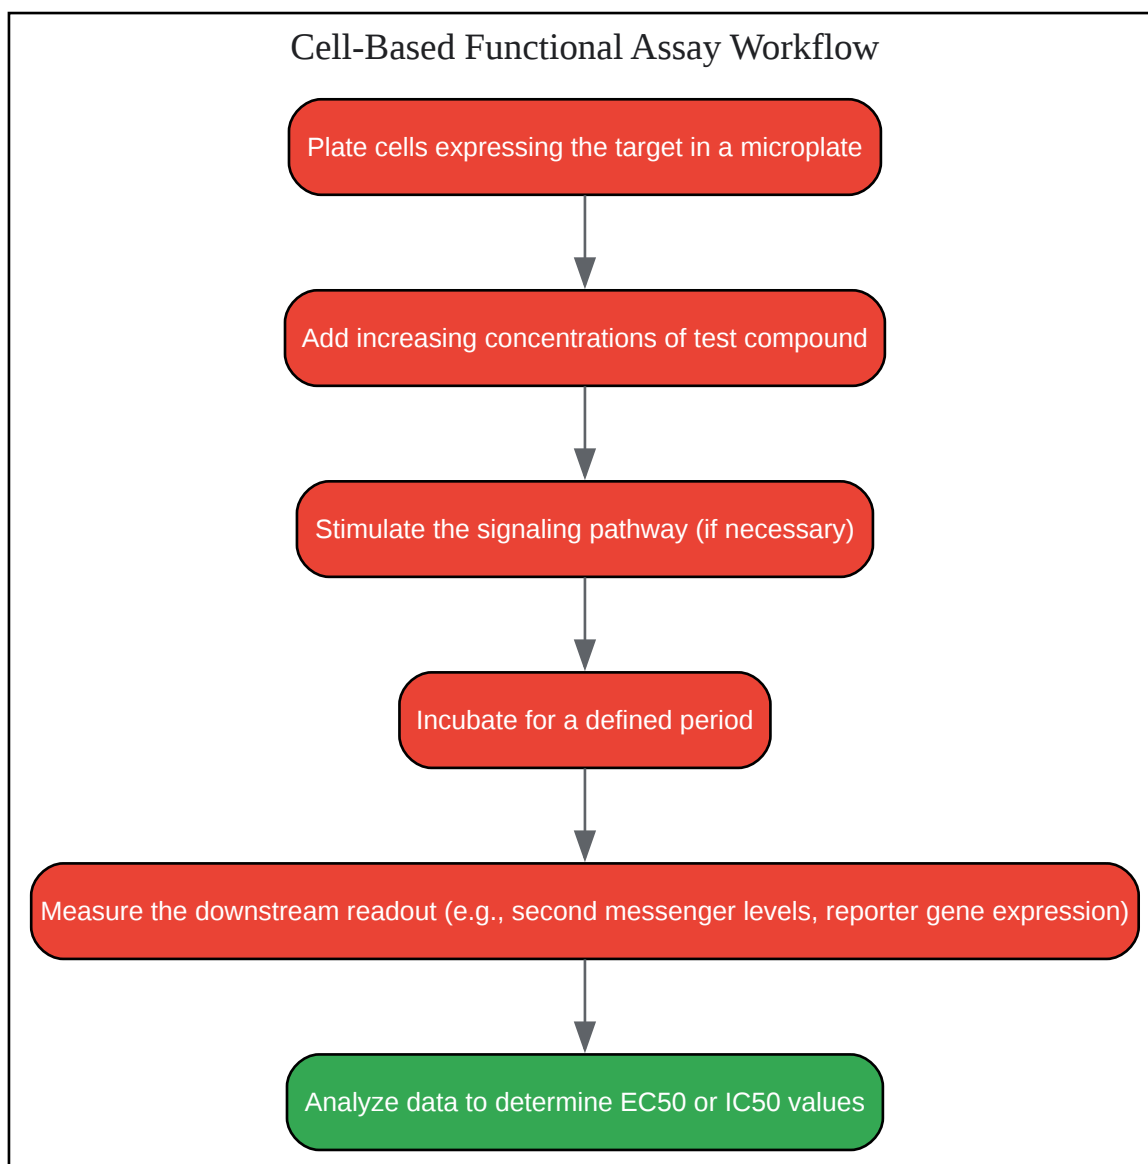 Cell-Based Functional Assay Workflow
Plate cells expressing the target in a microplate
Add increasing concentrations of test compound
Stimulate the signaling pathway (if necessary)
Incubate for a defined period
Measure the downstream readout (e.g., second messenger levels, reporter gene expression)
Analyze data to determine EC50 or IC50 values